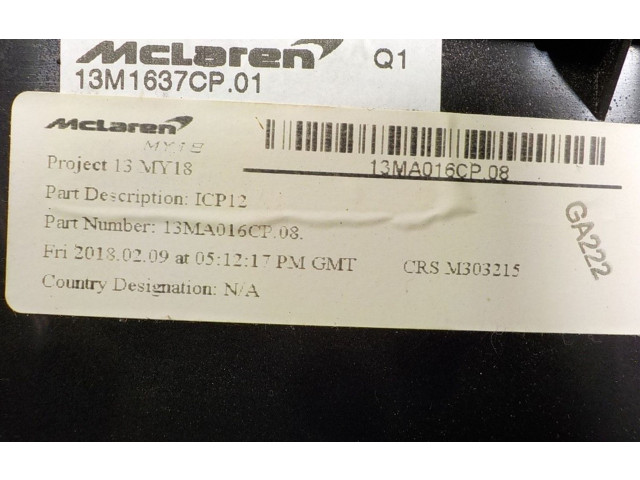 McLaren Q1
13M1637CP.01
McLaren
MY18
13MA016CP.08
Project 13 MY18
Part Description: ICP12
Part Number: 13MA016CP.08.
Fri 2018.02.09 at 05:12:17 PM GMT CRS M303215
Country Designation: N/A
GA222